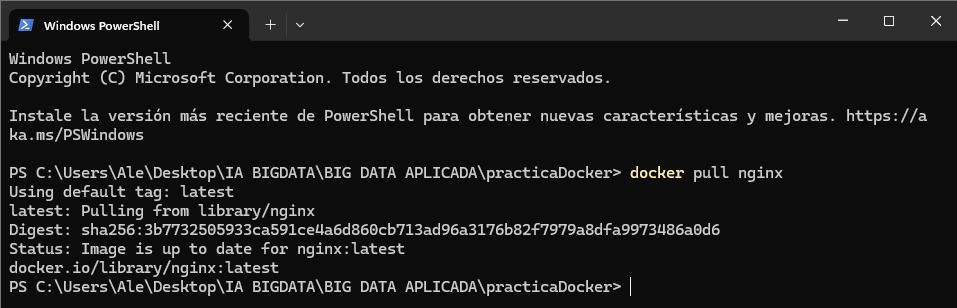 Windows PowerShell
Windows PowerShell
Copyright (C) Microsoft Corporation. Todos los derechos reservados.
Instale la versión más reciente de PowerShell para obtener nuevas características y mejoras. https://a
ka.ms/PSWindows
PS C:\Users\Ale\Desktop\IA BIGDATA\BIG DATA APLICADA\practicaDocker> docker pull nginx
Using default tag: latest
latest: Pulling from library/nginx
Digest: sha256:3b7732505933ca591ce4a6d860cb713ad96a3176b82f7979a8dfa9973486a0d6
Status: Image is up to date for nginx:latest
docker.io/library/nginx:latest
PS C:\Users\Ale\Desktop\IA BIGDATA\BIG DATA APLICADA\practicaDocker>